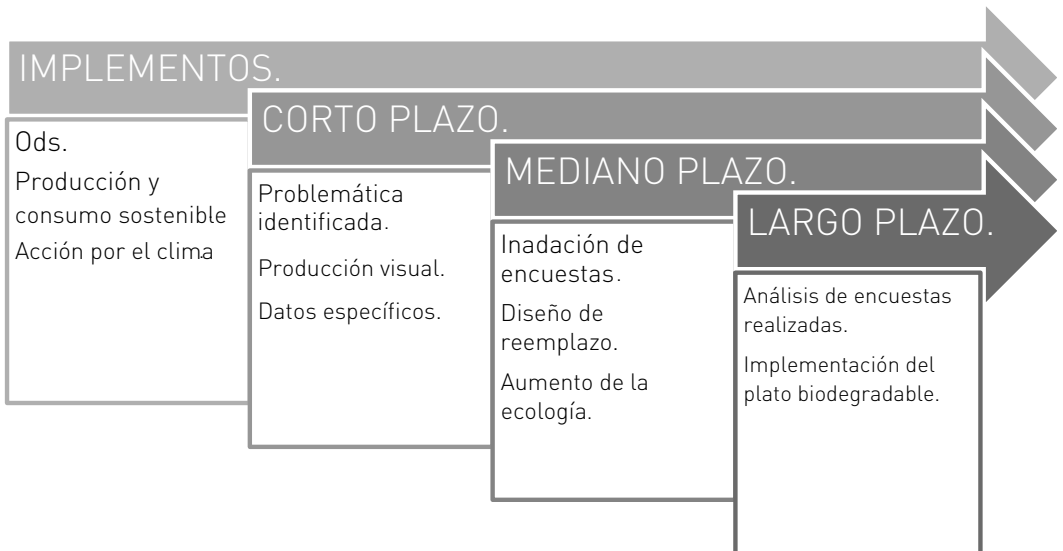 IMPLEMENTOS.
Ods.
Producción y
consumo sostenible
Acción por el clima
CORTO PLAZO.
Problemática
identificada.
Producción visual.
Datos específicos.
MEDIANO PLAZO.
Inadación de
encuestas.
Diseño de
reemplazo.
Aumento de la
ecología.
LARGO PLAZO.
Análisis de encuestas
realizadas.
Implementación del
plato biodegradable.